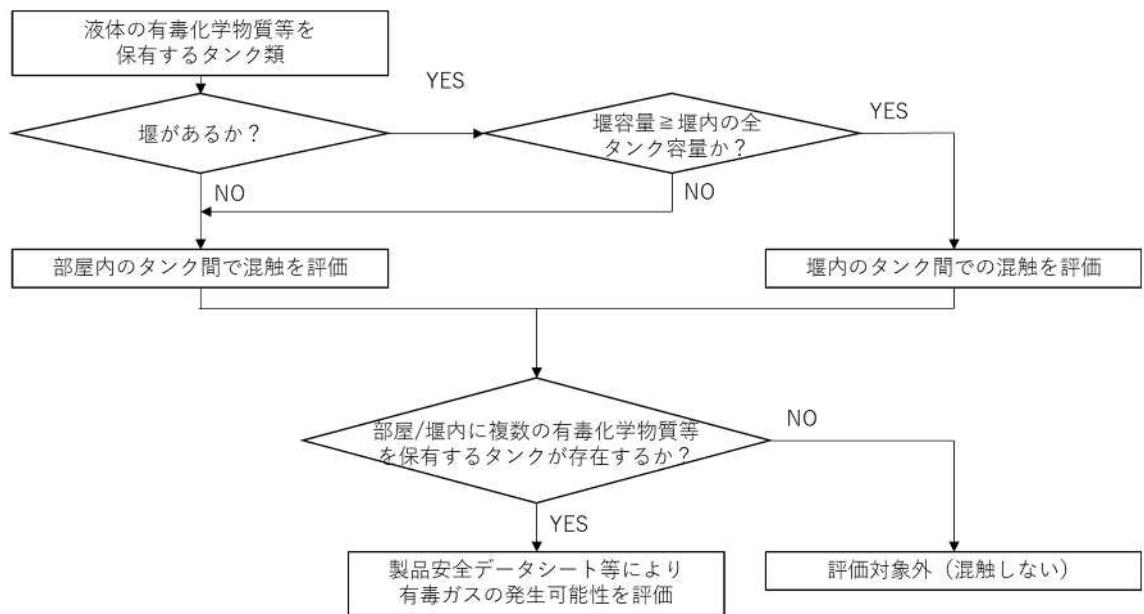 液体の有毒化学物質等を
保有するタンク類
YES
堰があるか？
堰容量≧堰内の全
タンク容量か？
YES
NO
NO
部屋内のタンク間で混触を評価
堰内のタンク間での混触を評価
部屋/堰内に複数の有毒化学物質等
を保有するタンクが存在するか？
NO
YES
製品安全データシート等により
有毒ガスの発生可能性を評価
評価対象外（混触しない）